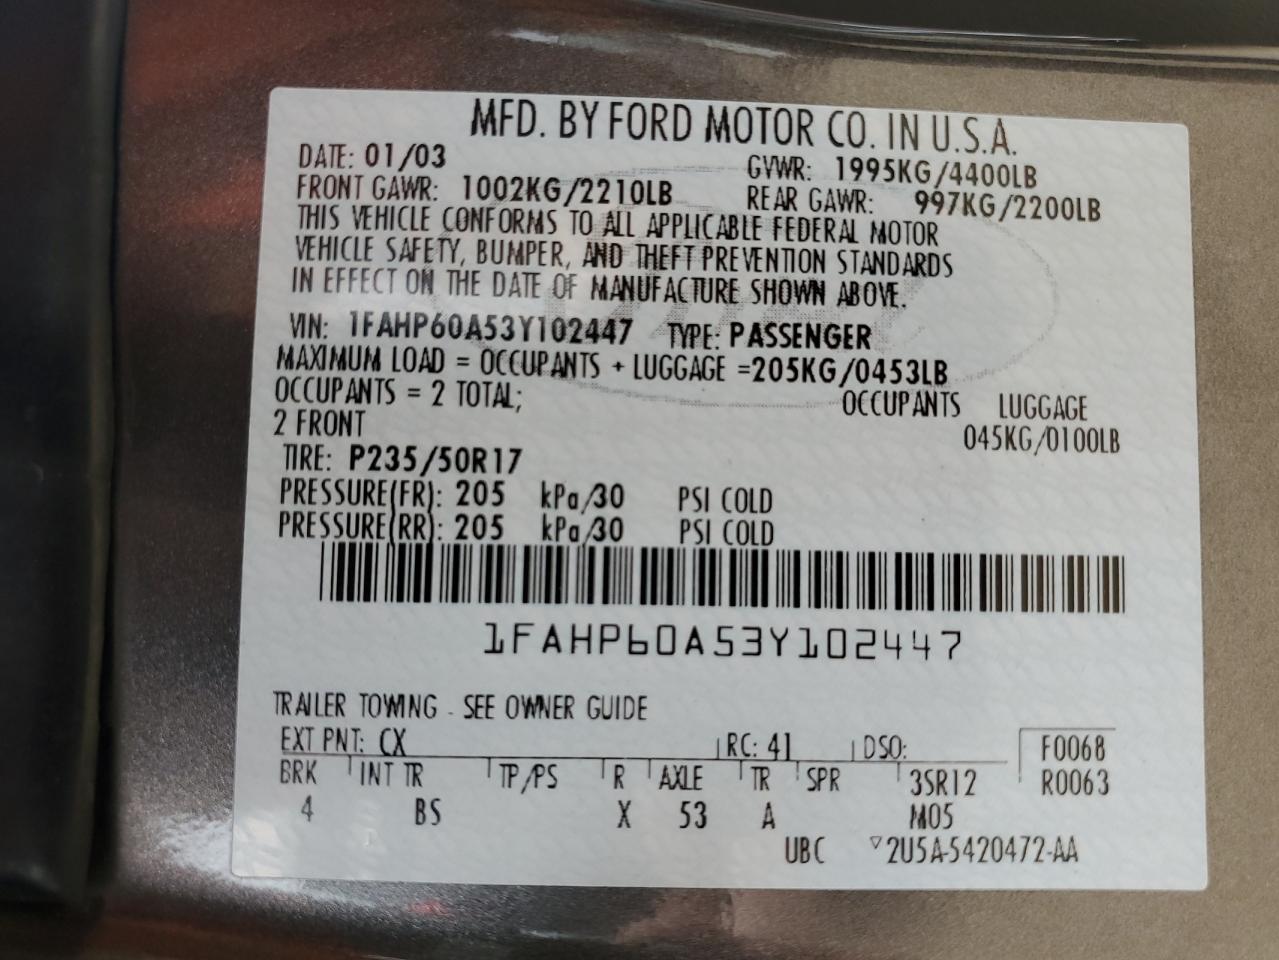 MFD. BY FORD MOTOR CO. IN U.S.A.
DATE: 01/03 GVWR: 1995KG/4400LB
FRONT GAWR: 1002KG/2210LB REAR GAWR: 997KG/2200LB
THIS VEHICLE CONFORMS TO ALL APPLICABLE FEDERAL MOTOR
VEHICLE SAFETY, BUMPER, AND THEFT PREVENTION STANDARDS
IN EFFECT ON THE DATE OF MANUFACTURE SHOWN ABOVE.
VIN: 1FAHP60A53Y102447 TYPE: PASSENGER
MAXIMUM LOAD = OCCUPANTS + LUGGAGE =205KG/0453LB
OCCUPANTS = 2 TOTAL; OCCUPANTS LUGGAGE
2 FRONT 045KG/0100LB
TIRE: P235/50R17
PRESSURE(FR): 205 kPa/30 PSI COLD
PRESSURE(RR): 205 kPa/30 PSI COLD
1FAHP60A53Y102447
TRAILER TOWING - SEE OWNER GUIDE
EXT PNT: CX RC: 41 DSO: F0068
BRK INT TR TP/PS R AXLE TR SPR 3SR12 R0063
4 BS X 53 A M05
UBC ▽2U5A-5420472-AA